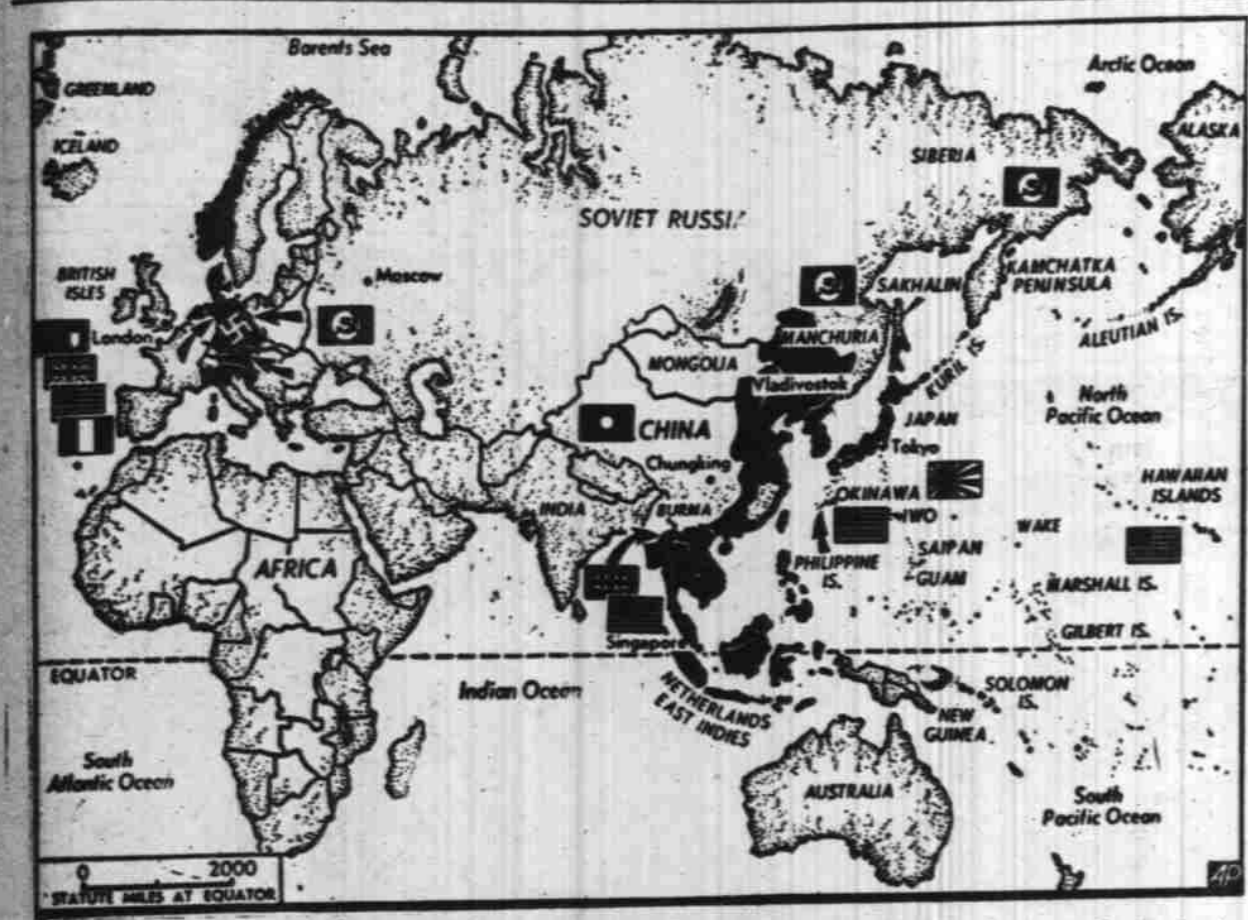 Barents Sea
Arctic Ocean
GREENLAND
ALASKA
ICELAND
SIBERIA
SOVIET RUSSIA
BRITISH
ISLES
Moscow
SAKHALIN
KAMCHATKA
PENINSULA
London
MANCHURIA
ALEUTIAN IS.
MONGOLIA
KURIL IS.
Vladivostok
North
Pacific Ocean
JAPAN
CHINA
Tokyo
Chungking
HAWAIIAN
ISLANDS
OKINAWA
INDIA
BURMA
IWO
WAKE
PHILIPPINE
IS.
SAIPAN
AFRICA
GUAM
MARSHALL IS.
GILBERT IS.
Singapore
EQUATOR
Indian Ocean
NETHERLANDS
EAST INDIES
SOLOMON
IS.
NEW
GUINEA
South
Atlantic Ocean
AUSTRALIA
South
Pacific Ocean
0 2000
STATUTE MILES AT EQUATOR
AP